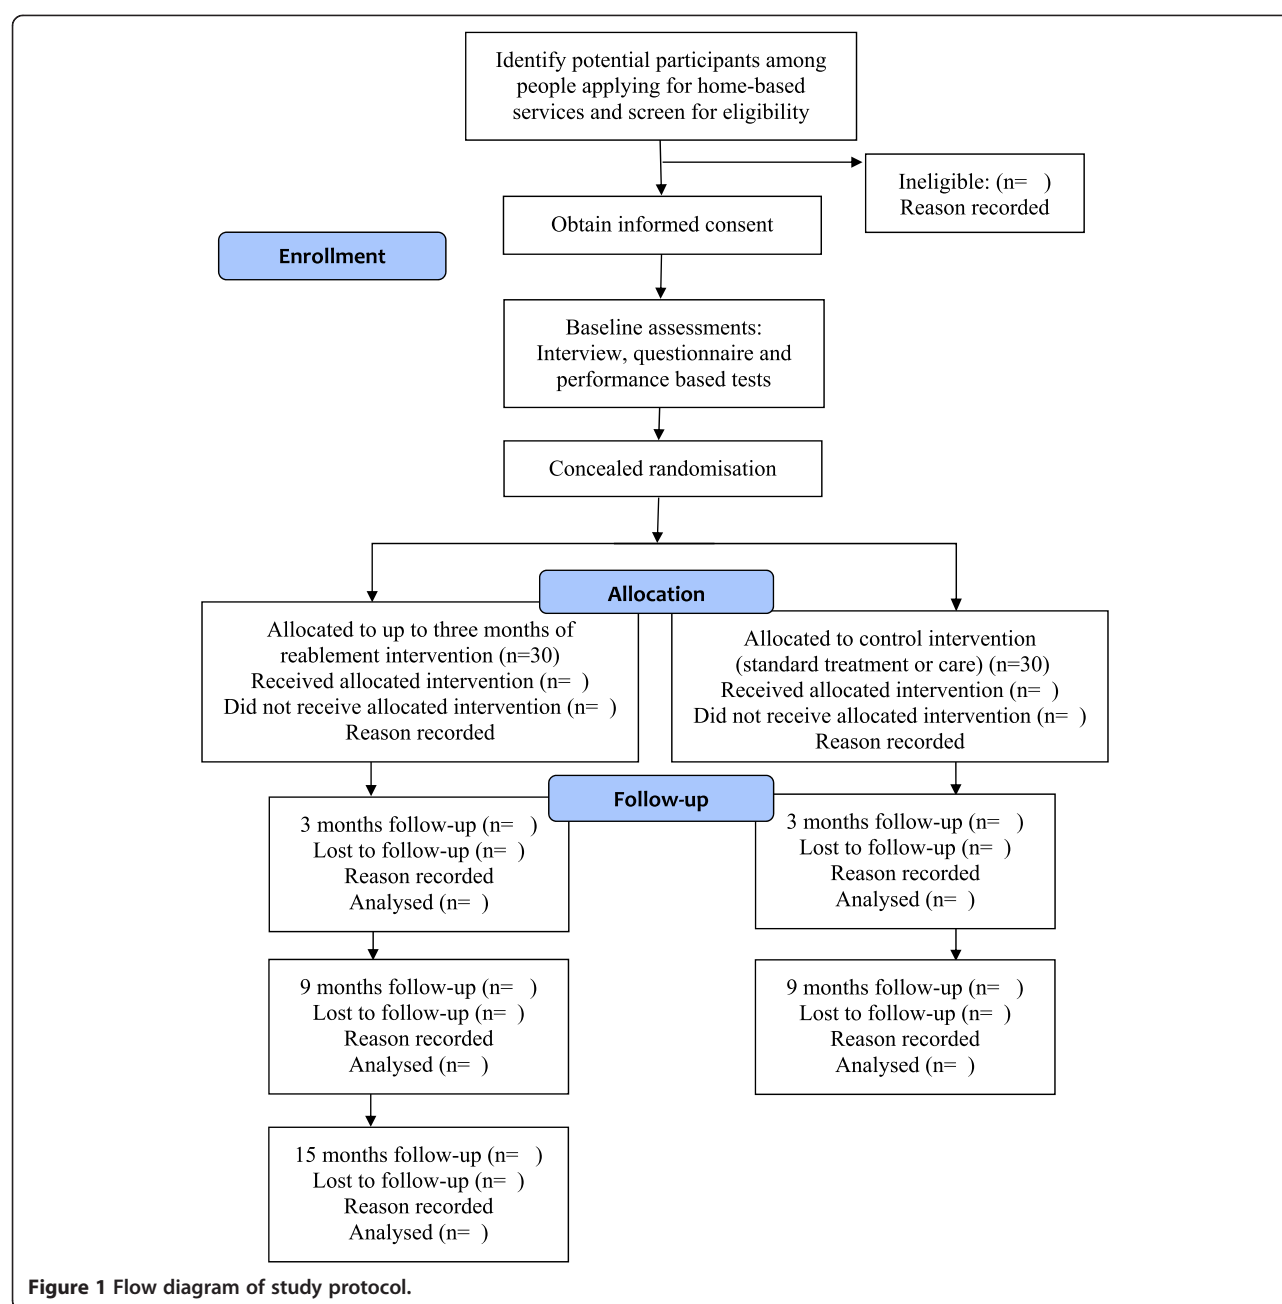 Identify potential participants among
people applying for home-based
services and screen for eligibility
Ineligible: (n=   )
Reason recorded
Obtain informed consent
Enrollment
Baseline assessments:
Interview, questionnaire and
performance based tests
Concealed randomisation
Allocation
Allocated to up to three months of
reablement intervention (n=30)
Received allocated intervention (n=  )
Did not receive allocated intervention (n=  )
Reason recorded
Allocated to control intervention
(standard treatment or care) (n=30)
Received allocated intervention (n=  )
Did not receive allocated intervention (n=  )
Reason recorded
Follow-up
3 months follow-up (n=   )
Lost to follow-up (n=  )
Reason recorded
Analysed (n=  )
3 months follow-up (n=   )
Lost to follow-up (n=  )
Reason recorded
Analysed (n=  )
9 months follow-up (n=   )
Lost to follow-up (n=  )
Reason recorded
Analysed (n=  )
9 months follow-up (n=   )
Lost to follow-up (n=  )
Reason recorded
Analysed (n=  )
15 months follow-up (n=   )
Lost to follow-up (n=  )
Reason recorded
Analysed (n=  )
Figure 1 Flow diagram of study protocol.